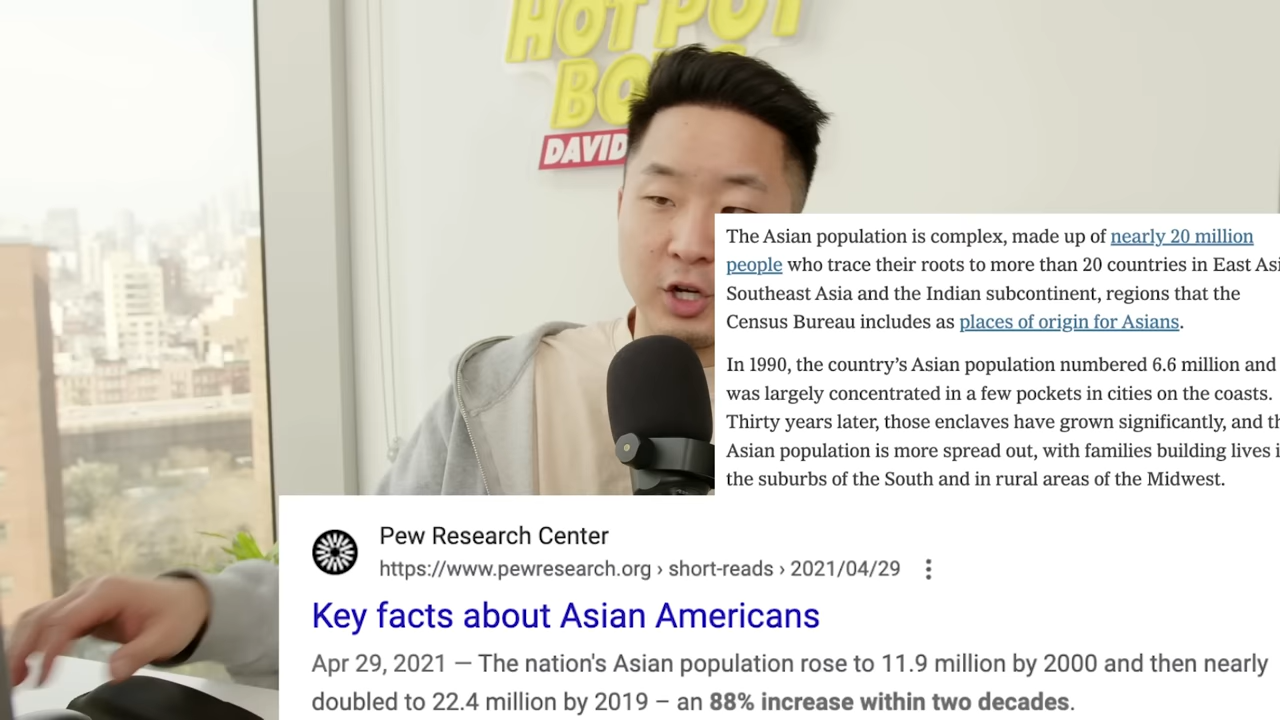 HOT POT
BO
DAVID
The Asian population is complex, made up of nearly 20 million
people who trace their roots to more than 20 countries in East Asi
Southeast Asia and the Indian subcontinent, regions that the
Census Bureau includes as places of origin for Asians.
In 1990, the country’s Asian population numbered 6.6 million and
was largely concentrated in a few pockets in cities on the coasts.
Thirty years later, those enclaves have grown significantly, and th
Asian population is more spread out, with families building lives i
the suburbs of the South and in rural areas of the Midwest.
Pew Research Center
https://www.pewresearch.org › short-reads › 2021/04/29
Key facts about Asian Americans
Apr 29, 2021 — The nation's Asian population rose to 11.9 million by 2000 and then nearly
doubled to 22.4 million by 2019 – an 88% increase within two decades.